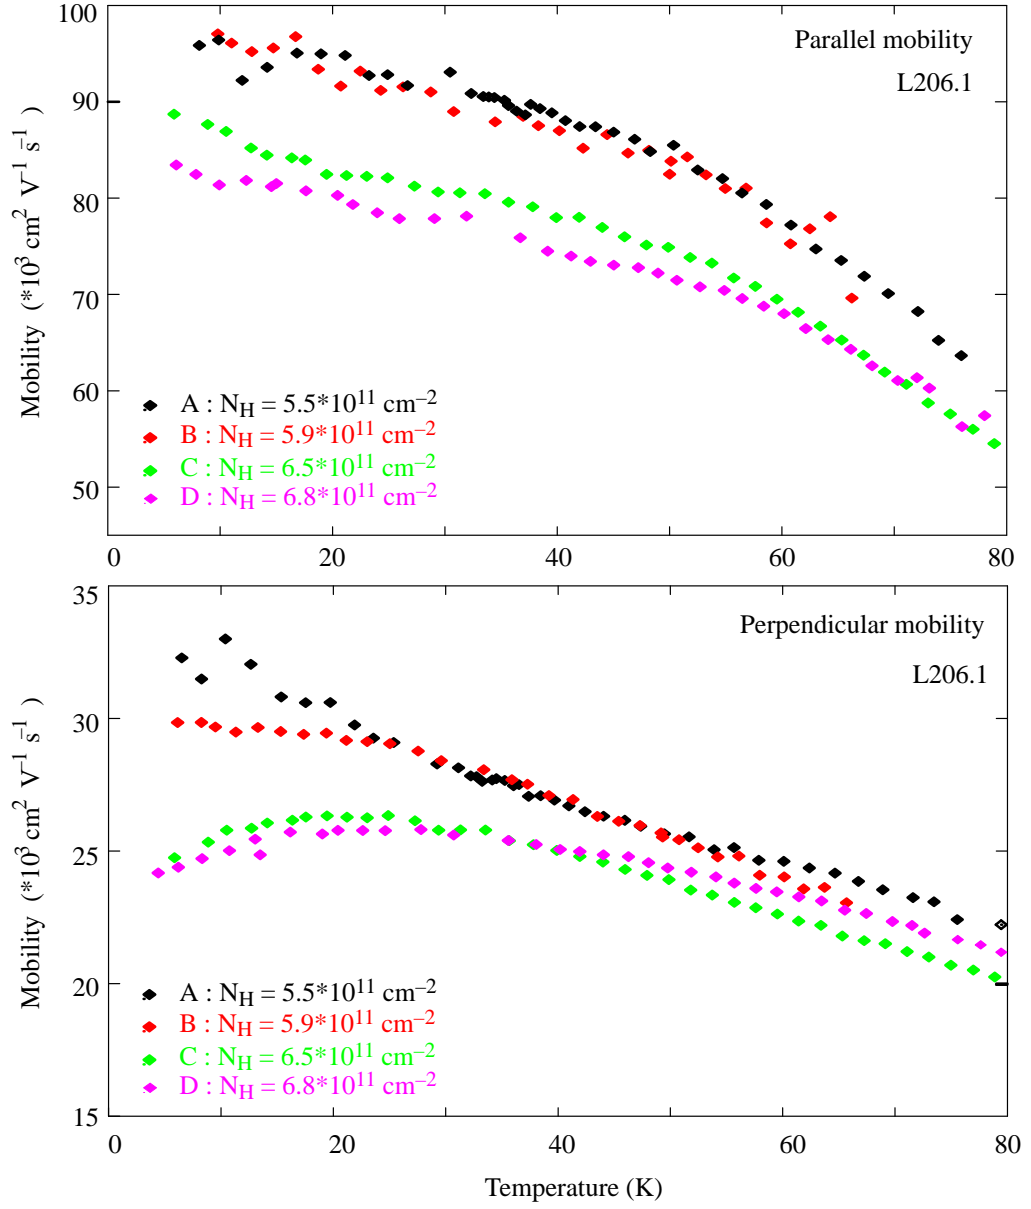 100
90
80
70
60
50
Mobility (*10³ cm² V⁻¹ s⁻¹ )
Parallel mobility
L206.1
A : N_H = 5.5*10¹¹ cm⁻²
B : N_H = 5.9*10¹¹ cm⁻²
C : N_H = 6.5*10¹¹ cm⁻²
D : N_H = 6.8*10¹¹ cm⁻²
0 20 40 60 80
35
30
25
20
15
Mobility (*10³ cm² V⁻¹ s⁻¹ )
Perpendicular mobility
L206.1
A : N_H = 5.5*10¹¹ cm⁻²
B : N_H = 5.9*10¹¹ cm⁻²
C : N_H = 6.5*10¹¹ cm⁻²
D : N_H = 6.8*10¹¹ cm⁻²
0 20 40 60 80
Temperature (K)